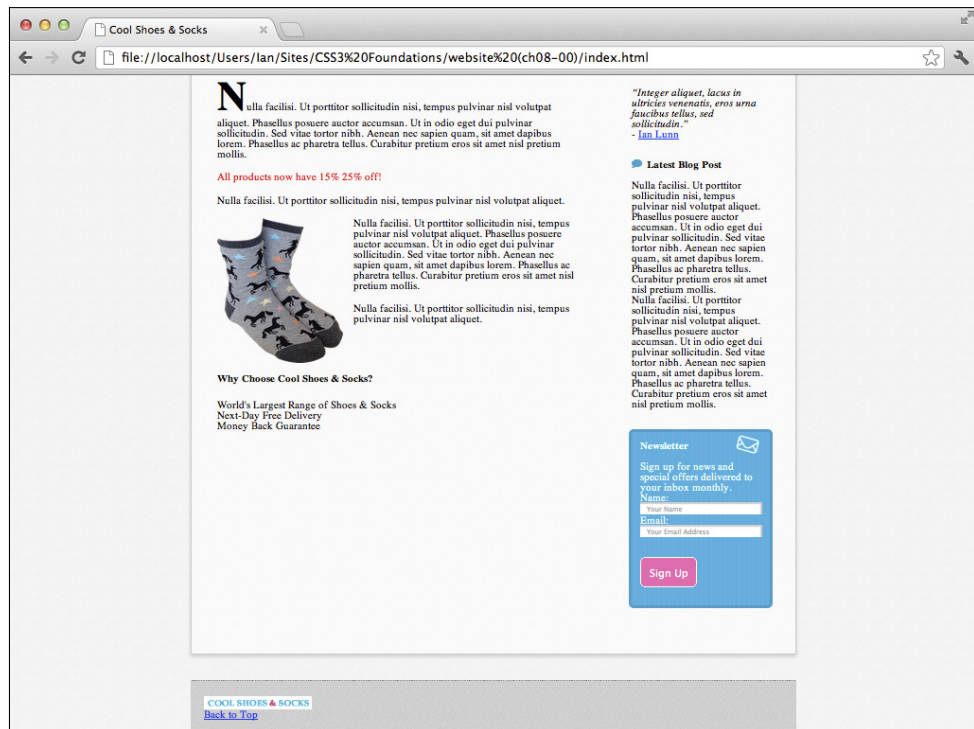 Cool Shoes & Socks
file://localhost/Users/Ian/Sites/CSS3%20Foundations/website%20(ch08-00)/index.html
Nulla facilisi. Ut porttitor sollicitudin nisi, tempus pulvinar nisl volutpat
aliquet. Phasellus posuere auctor accumsan. Ut in odio eget dui pulvinar
sollicitudin. Sed vitae tortor nibh. Aenean nec sapien quam, sit amet dapibus
lorem. Phasellus ac pharetra tellus. Curabitur pretium eros sit amet nisl pretium
mollis.
All products now have 15% 25% off!
Nulla facilisi. Ut porttitor sollicitudin nisi, tempus pulvinar nisl volutpat aliquet.
Nulla facilisi. Ut porttitor sollicitudin nisi, tempus
pulvinar nisl volutpat aliquet. Phasellus posuere
auctor accumsan. Ut in odio eget dui pulvinar
sollicitudin. Sed vitae tortor nibh. Aenean nec
sapien quam, sit amet dapibus lorem. Phasellus ac
pharetra tellus. Curabitur pretium eros sit amet nisl
pretium mollis.
Nulla facilisi. Ut porttitor sollicitudin nisi, tempus
pulvinar nisl volutpat aliquet.
Why Choose Cool Shoes & Socks?
World's Largest Range of Shoes & Socks
Next-Day Free Delivery
Money Back Guarantee
"Integer aliquet, lacus in
ultricies venenatis, eros urna
faucibus tellus, sed
sollicitudin."
- Ian Lunn
Latest Blog Post
Nulla facilisi. Ut porttitor
sollicitudin nisi, tempus
pulvinar nisl volutpat aliquet.
Phasellus posuere auctor
accumsan. Ut in odio eget
dui pulvinar sollicitudin. Sed vitae
tortor nibh. Aenean nec sapien
quam, sit amet dapibus lorem.
Phasellus ac pharetra tellus.
Curabitur pretium eros sit amet
nisl pretium mollis.
Nulla facilisi. Ut porttitor
sollicitudin nisi, tempus
pulvinar nisl volutpat aliquet.
Phasellus posuere auctor
accumsan. Ut in odio eget dui
pulvinar sollicitudin. Sed vitae
tortor nibh. Aenean nec sapien
quam, sit amet dapibus lorem.
Phasellus ac pharetra tellus.
Curabitur pretium eros sit amet
nisl pretium mollis.
Newsletter
Sign up for news and
special offers delivered to
your inbox monthly.
Name:
Your Name
Email:
Your Email Address
Sign Up
COOL SHOES & SOCKS
Back to Top